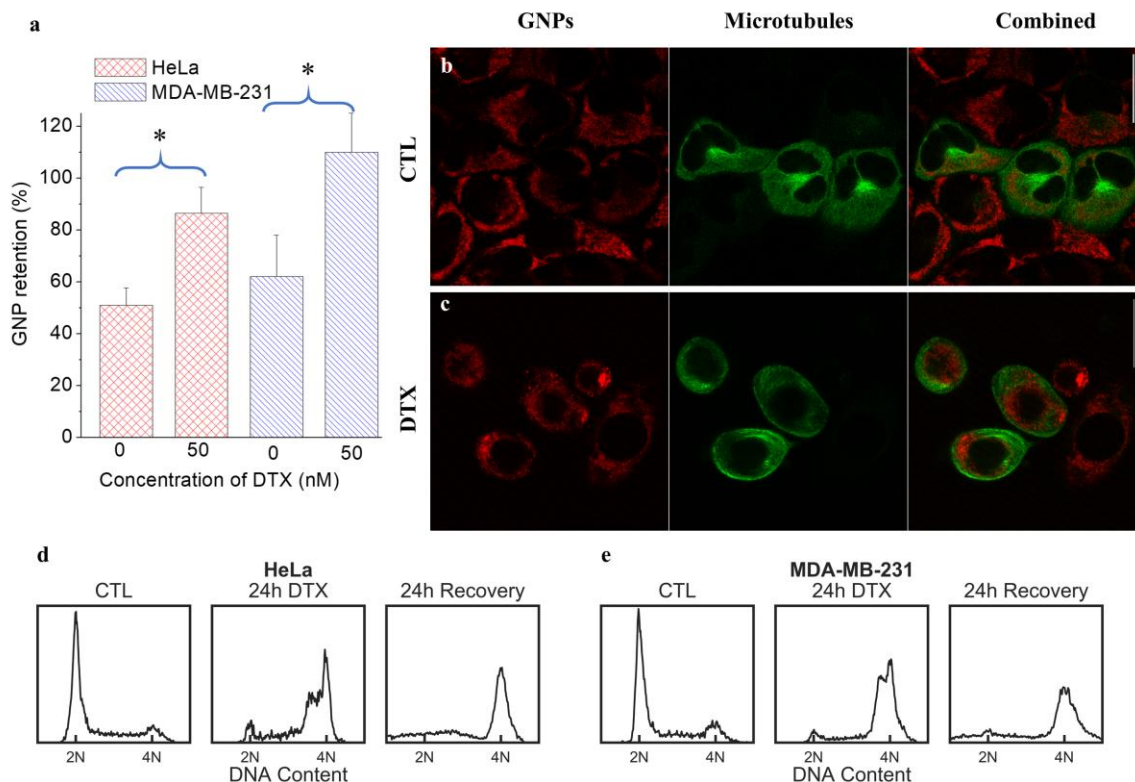 a
HeLa
MDA-MB-231
*
*
GNP retention (%)
120
100
80
60
40
20
0
0
50
0
50
Concentration of DTX (nM)
GNPs
Microtubules
Combined
b
CTL
c
DTX
d
HeLa
CTL
24h DTX
24h Recovery
2N
4N
2N
4N
2N
4N
DNA Content
e
MDA-MB-231
CTL
24h DTX
24h Recovery
2N
4N
2N
4N
2N
4N
DNA Content